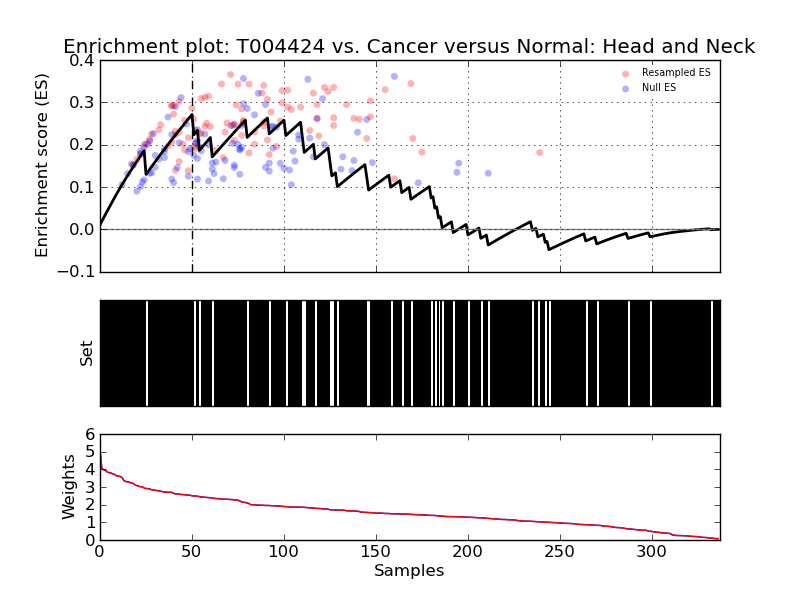 Enrichment plot: T004424 vs. Cancer versus Normal: Head and Neck
Enrichment score (ES)
0.4
0.3
0.2
0.1
0.0
−0.1
Resampled ES
Null ES
Set
Weights
6
5
4
3
2
1
0
0 50 100 150 200 250 300
Samples